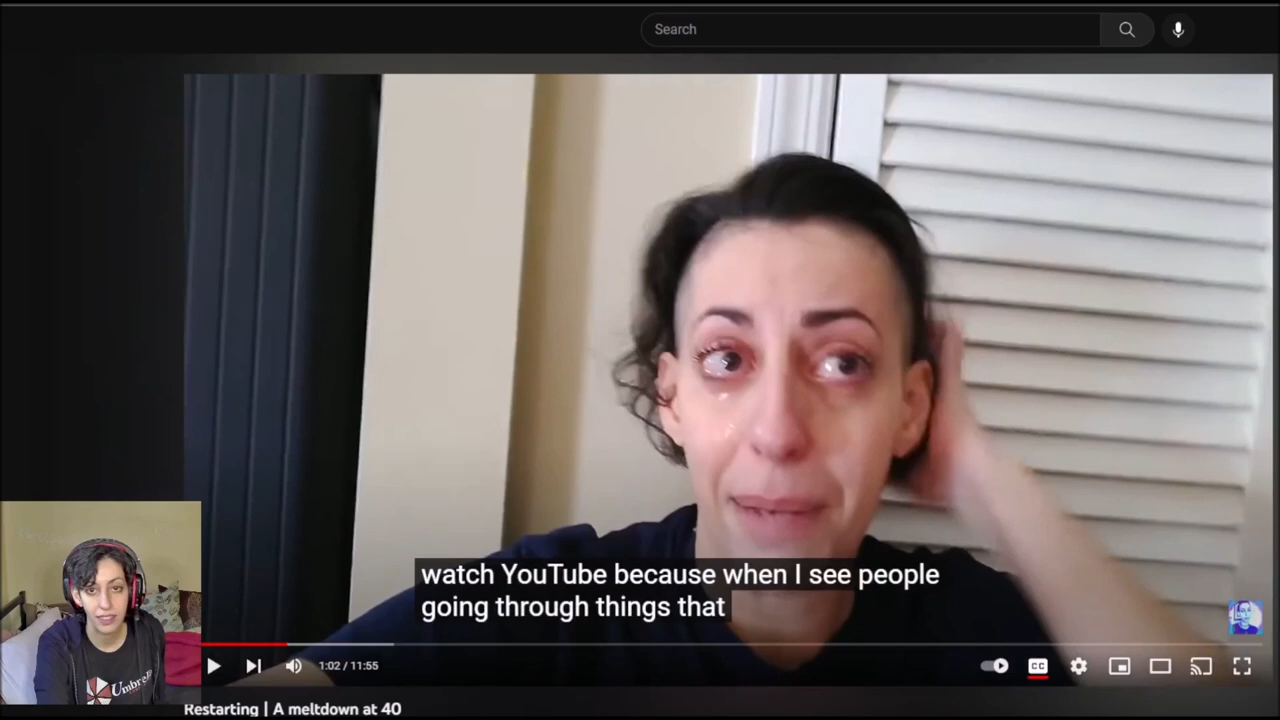 Search
watch YouTube because when I see people
going through things that
CC
1:02 / 11:55
Restarting | A meltdown at 40